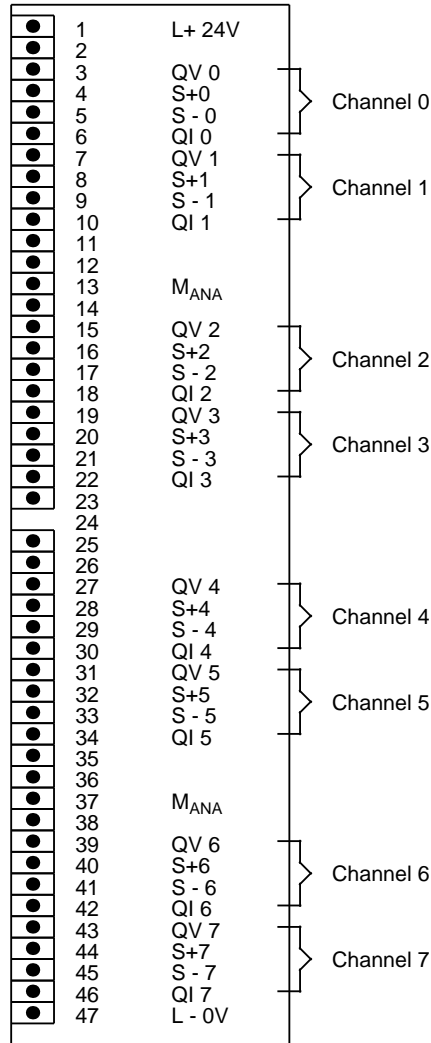 1 L+ 24V
2
3 QV 0
4 S+0 Channel 0
5 S - 0
6 QI 0
7 QV 1
8 S+1 Channel 1
9 S - 1
10 QI 1
11
12
13 MANA
14
15 QV 2
16 S+2 Channel 2
17 S - 2
18 QI 2
19 QV 3
20 S+3 Channel 3
21 S - 3
22 QI 3
23
24
25
26
27 QV 4
28 S+4 Channel 4
29 S - 4
30 QI 4
31 QV 5
32 S+5 Channel 5
33 S - 5
34 QI 5
35
36
37 MANA
38
39 QV 6
40 S+6 Channel 6
41 S - 6
42 QI 6
43 QV 7
44 S+7 Channel 7
45 S - 7
46 QI 7
47 L - 0V